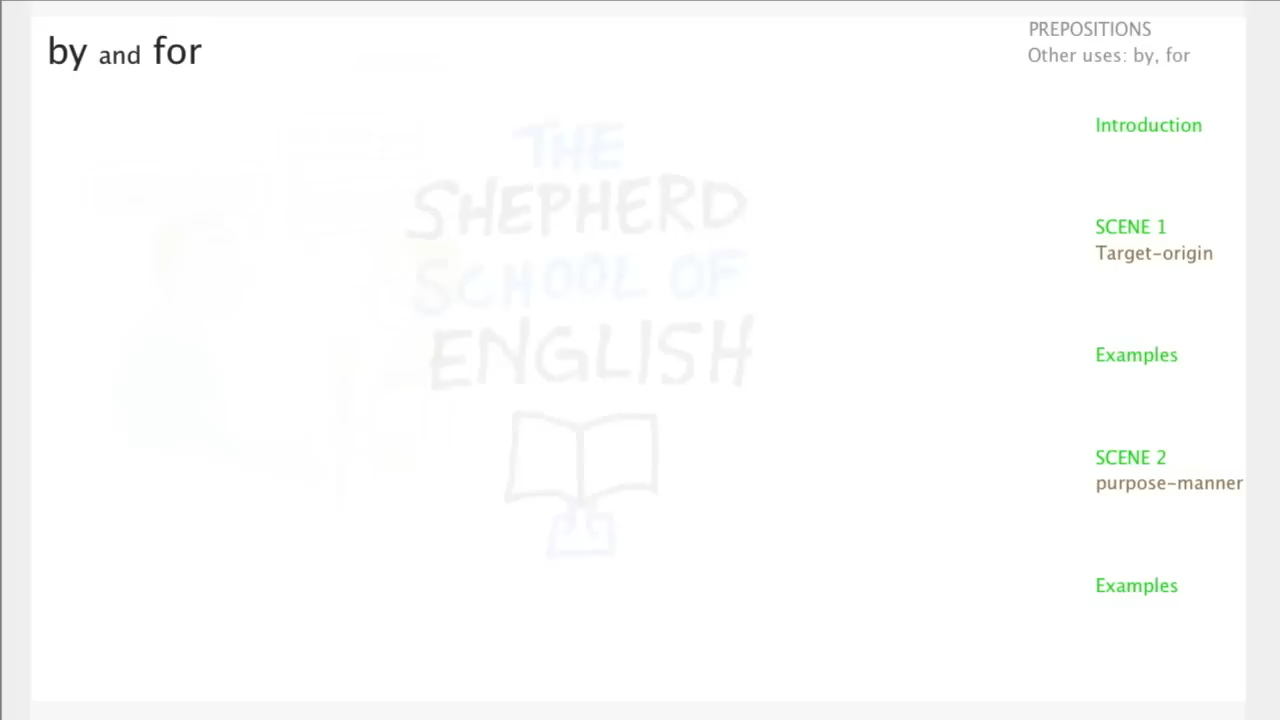 by and for
PREPOSITIONS
Other uses: by, for
Introduction
SCENE 1
Target-origin
Examples
SCENE 2
purpose-manner
Examples
THE
SHEPHERD
SCHOOL OF
ENGLISH